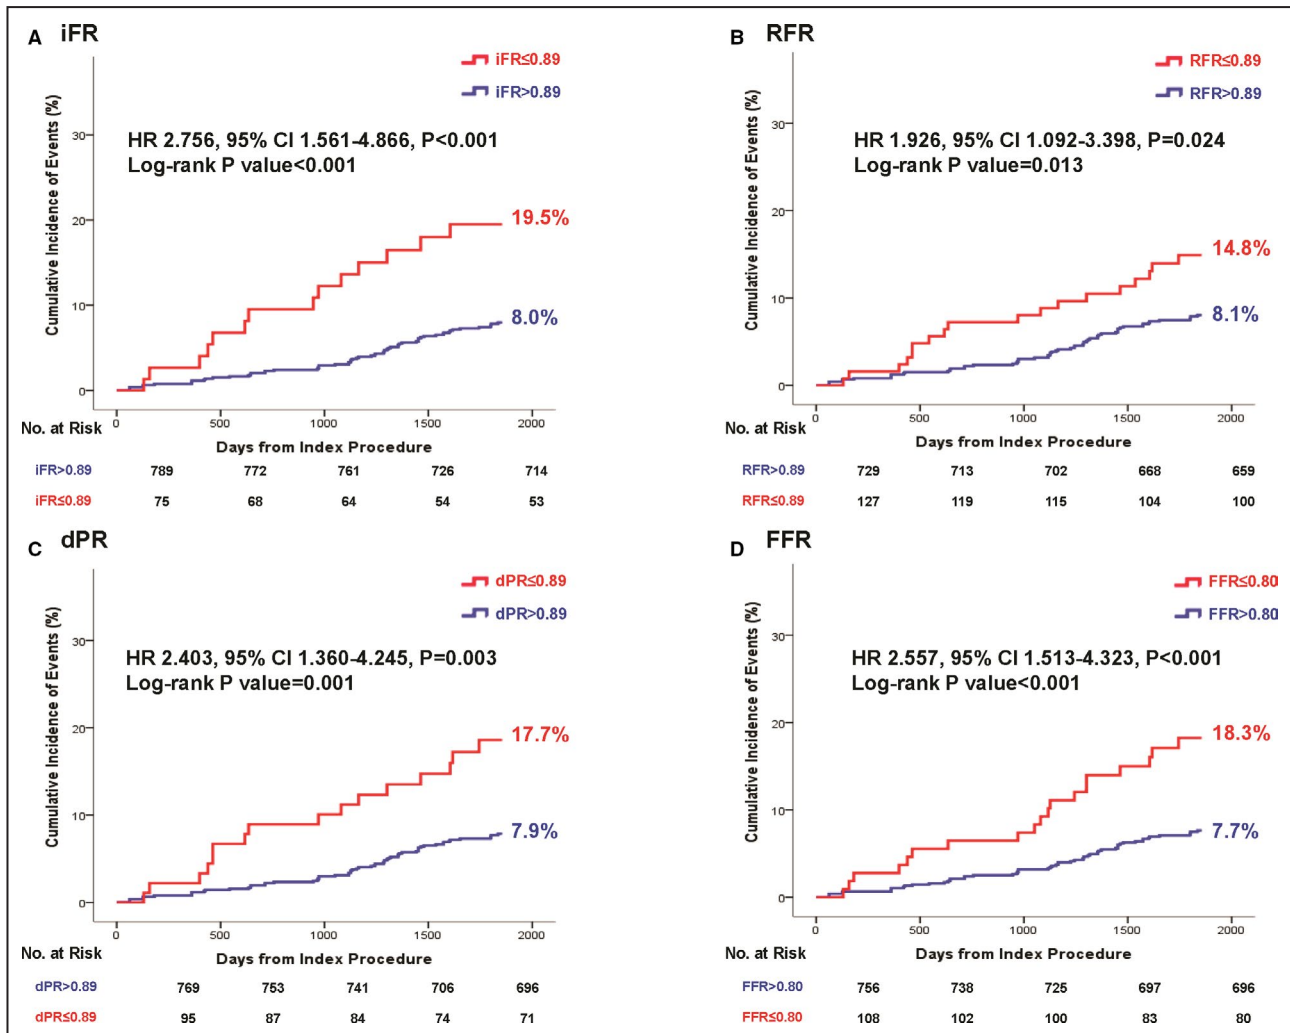 A iFR
iFR≤0.89
iFR>0.89
HR 2.756, 95% CI 1.561-4.866, P<0.001
Log-rank P value<0.001
Cumulative Incidence of Events (%)
30
20
10
0
19.5%
8.0%
0 500 1000 1500 2000
No. at Risk
Days from Index Procedure
iFR>0.89 789 772 761 726 714
iFR≤0.89 75 68 64 54 53
B RFR
RFR≤0.89
RFR>0.89
HR 1.926, 95% CI 1.092-3.398, P=0.024
Log-rank P value=0.013
Cumulative Incidence of Events (%)
30
20
10
0
14.8%
8.1%
0 500 1000 1500 2000
No. at Risk
Days from Index Procedure
RFR>0.89 729 713 702 668 659
RFR≤0.89 127 119 115 104 100
C dPR
dPR≤0.89
dPR>0.89
HR 2.403, 95% CI 1.360-4.245, P=0.003
Log-rank P value=0.001
Cumulative Incidence of Events (%)
30
20
10
0
17.7%
7.9%
0 500 1000 1500 2000
No. at Risk
Days from Index Procedure
dPR>0.89 769 753 741 706 696
dPR≤0.89 95 87 84 74 71
D FFR
FFR≤0.80
FFR>0.80
HR 2.557, 95% CI 1.513-4.323, P<0.001
Log-rank P value<0.001
Cumulative Incidence of Events (%)
30
20
10
0
18.3%
7.7%
0 500 1000 1500 2000
No. at Risk
Days from Index Procedure
FFR>0.80 756 738 725 697 696
FFR≤0.80 108 102 100 83 80